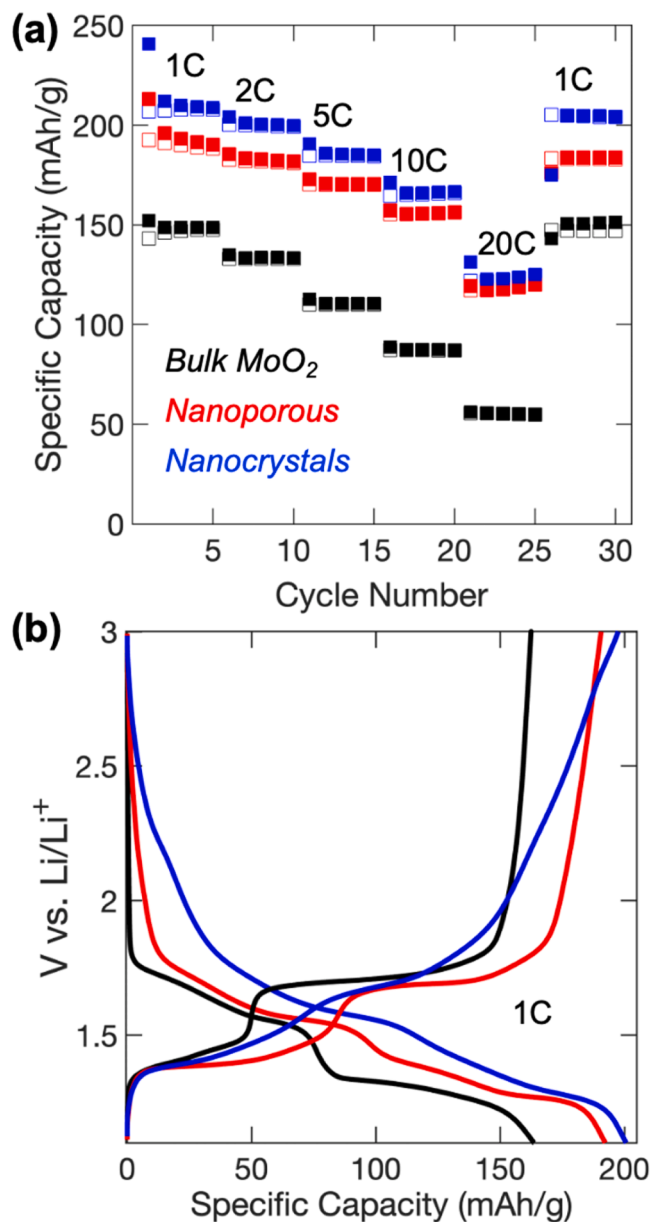 (a)
250
200
150
100
50
0
1C
2C
5C
10C
20C
1C
Bulk MoO₂
Nanoporous
Nanocrystals
5
10
15
20
25
30
Specific Capacity (mAh/g)
Cycle Number
(b)
3
2.5
2
1.5
V vs. Li/Li⁺
1C
0
50
100
150
200
Specific Capacity (mAh/g)